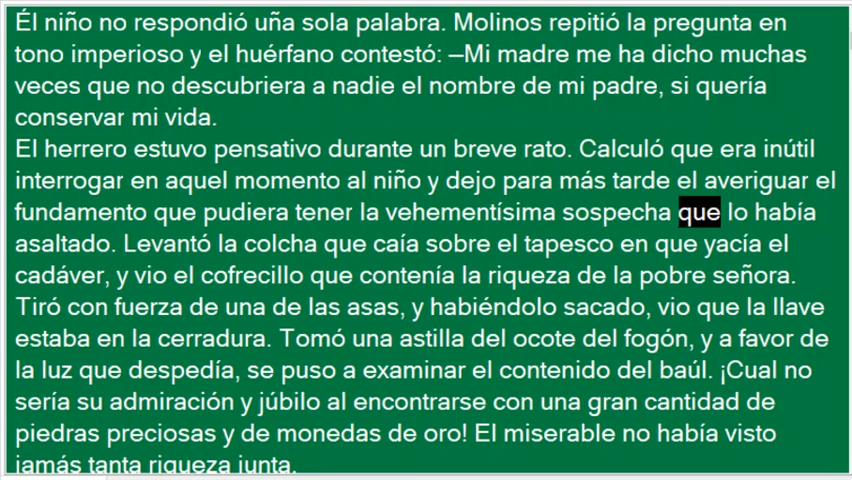 Él niño no respondió uña sola palabra. Molinos repitió la pregunta en
tono imperioso y el huérfano contestó: —Mi madre me ha dicho muchas
veces que no descubriera a nadie el nombre de mi padre, si quería
conservar mi vida.
El herrero estuvo pensativo durante un breve rato. Calculó que era inútil
interrogar en aquel momento al niño y dejo para más tarde el averiguar el
fundamento que pudiera tener la vehementísima sospecha que lo había
asaltado. Levantó la colcha que caía sobre el tapesco en que yacía el
cadáver, y vio el cofrecillo que contenía la riqueza de la pobre señora.
Tiró con fuerza de una de las asas, y habiéndolo sacado, vio que la llave
estaba en la cerradura. Tomó una astilla del ocote del fogón, y a favor de
la luz que despedía, se puso a examinar el contenido del baúl. ¡Cual no
sería su admiración y júbilo al encontrarse con una gran cantidad de
piedras preciosas y de monedas de oro! El miserable no había visto
jamás tanta riqueza junta.